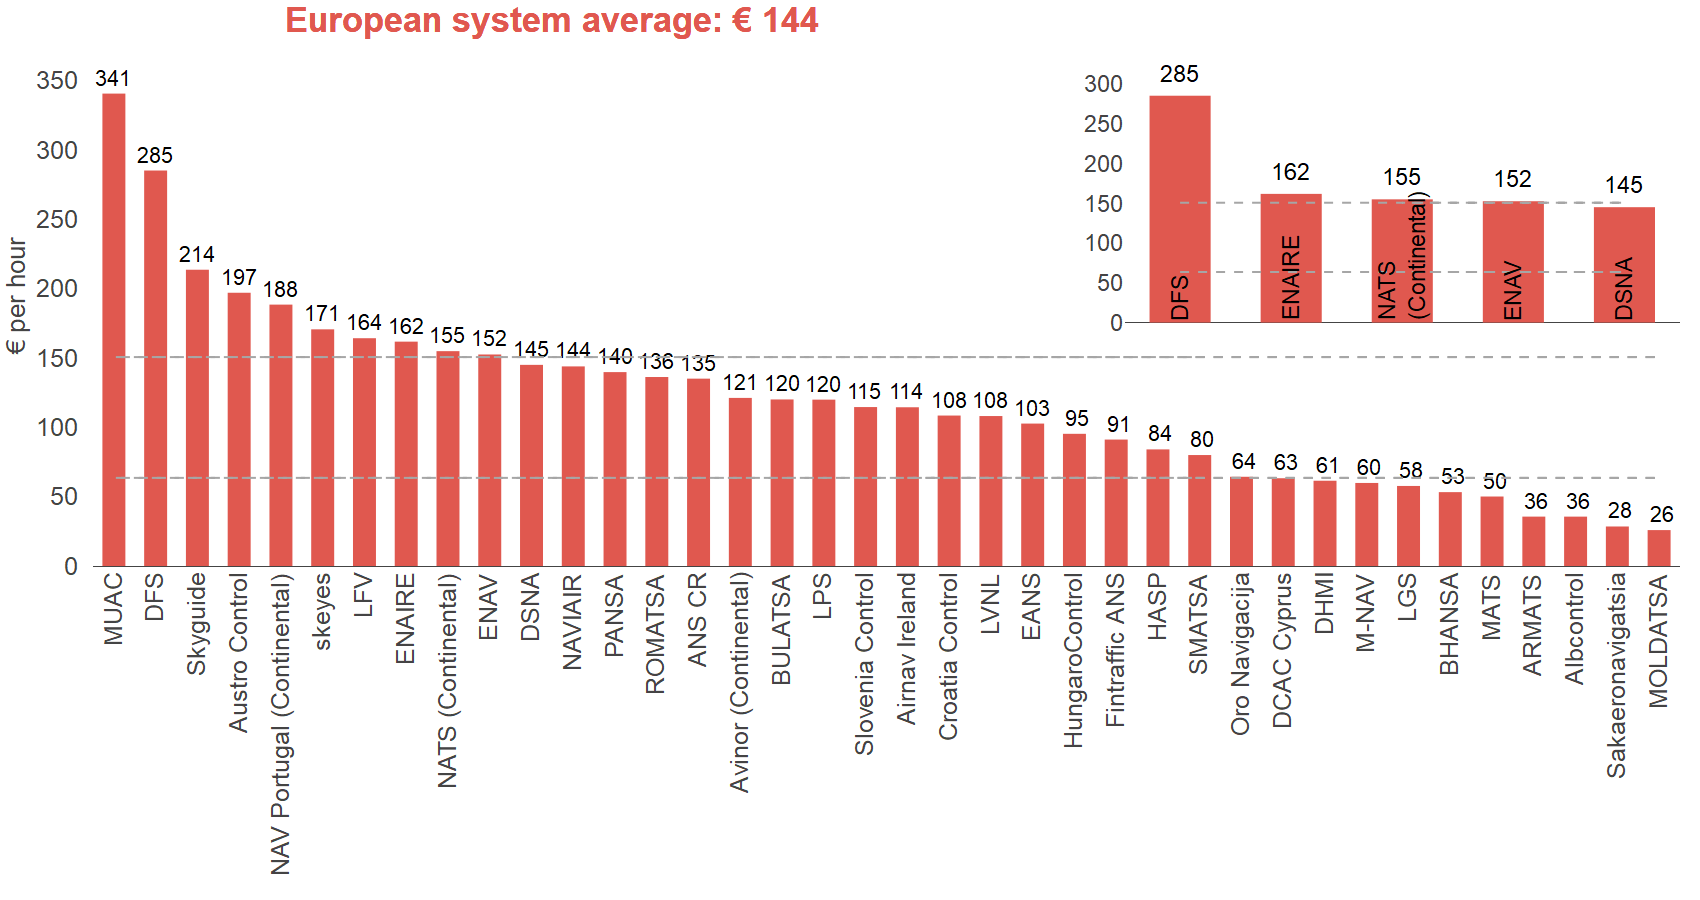 European system average: € 144
€ per hour
350
300
250
200
150
100
50
0
341
285
214
197
188
171
164
162
155
152
145
144
140
136
135
121
120
120
115
114
108
108
103
95
91
84
80
64
63
61
60
58
53
50
36
36
28
26
MUAC
DFS
Skyguide
Austro Control
NAV Portugal (Continental)
skeyes
LFV
ENAIRE
NATS (Continental)
ENAV
DSNA
NAVIAIR
PANSA
ROMATSA
ANS CR
Avinor (Continental)
BULATSA
LPS
Slovenia Control
Airnav Ireland
Croatia Control
LVNL
EANS
HungaroControl
Fintraffic ANS
HASP
SMATSA
Oro Navigacija
DCAC Cyprus
DHMI
M-NAV
LGS
BHANSA
MATS
ARMATS
Albcontrol
Sakaeronavigatsia
MOLDATSA
300
250
200
150
100
50
0
285
162
155
152
145
DFS
ENAIRE
NATS
(Continental)
ENAV
DSNA